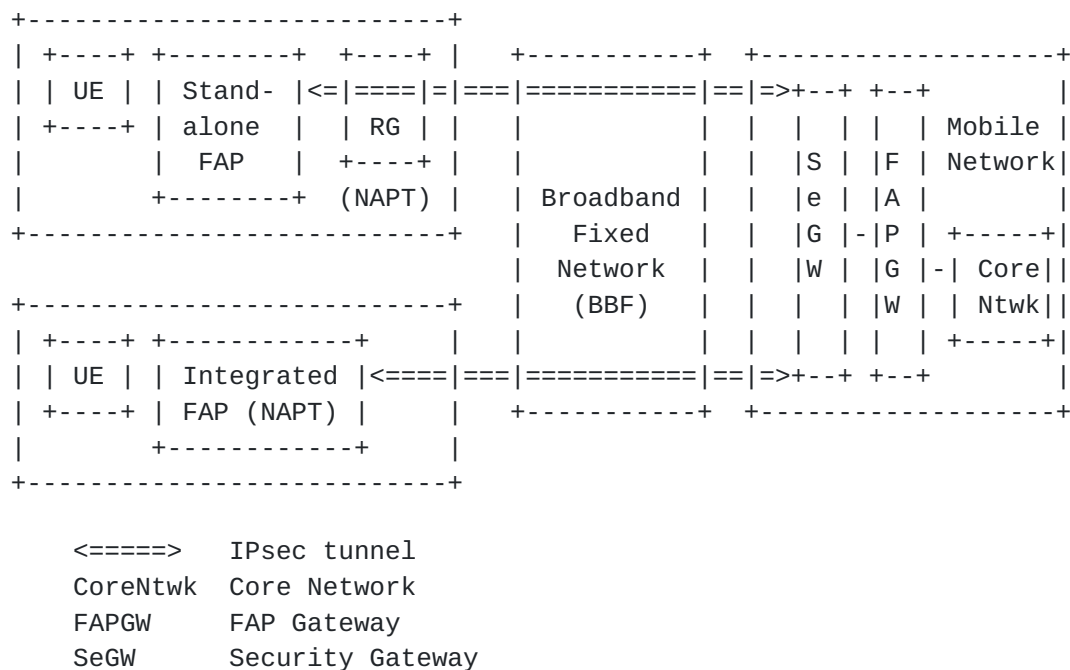 +---------------------------+
| +----+ +--------+  +----+ |   +-----------+  +-------------------+
| | UE | | Stand- |<=|====|=|===|===========|==|=>+--+ +--+        |
| +----+ | alone  |  | RG | |   |           |  |  |  | |  | Mobile |
|        |  FAP   |  +----+ |   |           |  |  |S | |F | Network|
|        +--------+  (NAPT) |   | Broadband |  |  |e | |A |        |
+---------------------------+   |   Fixed   |  |  |G |-|P | +-----+|
                                |  Network  |  |  |W | |G |-| Core||
+---------------------------+   |   (BBF)   |  |  |  | |W | | Ntwk||
| +----+ +------------+     |   |           |  |  |  | |  | +-----+|
| | UE | | Integrated |<====|===|===========|==|=>+--+ +--+        |
| +----+ | FAP (NAPT) |     |   +-----------+  +-------------------+
|        +------------+     |
+---------------------------+
<=====>   IPsec tunnel
CoreNtwk  Core Network
FAPGW     FAP Gateway
SeGW      Security Gateway